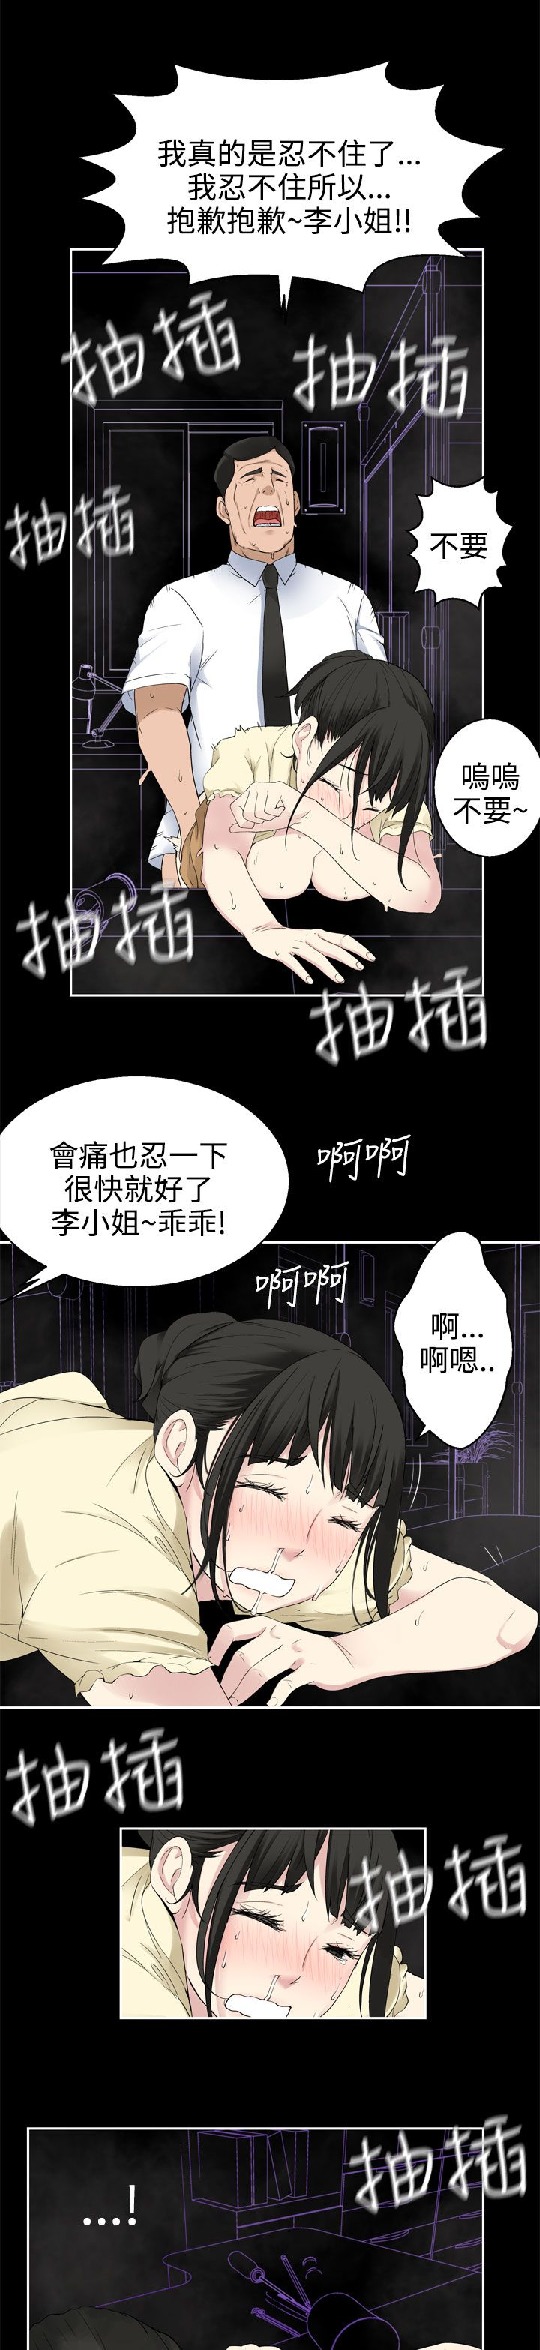 我真的是忍不住了...
我忍不住所以...
抱歉抱歉~李小姐!!
抽插
抽插
抽插
不要
嗚嗚
不要~
抽插
抽插
會痛也忍一下
很快就好了
李小姐~乖乖!
啊啊
啊啊
啊...
啊嗯..
抽插
抽插
抽插
...!